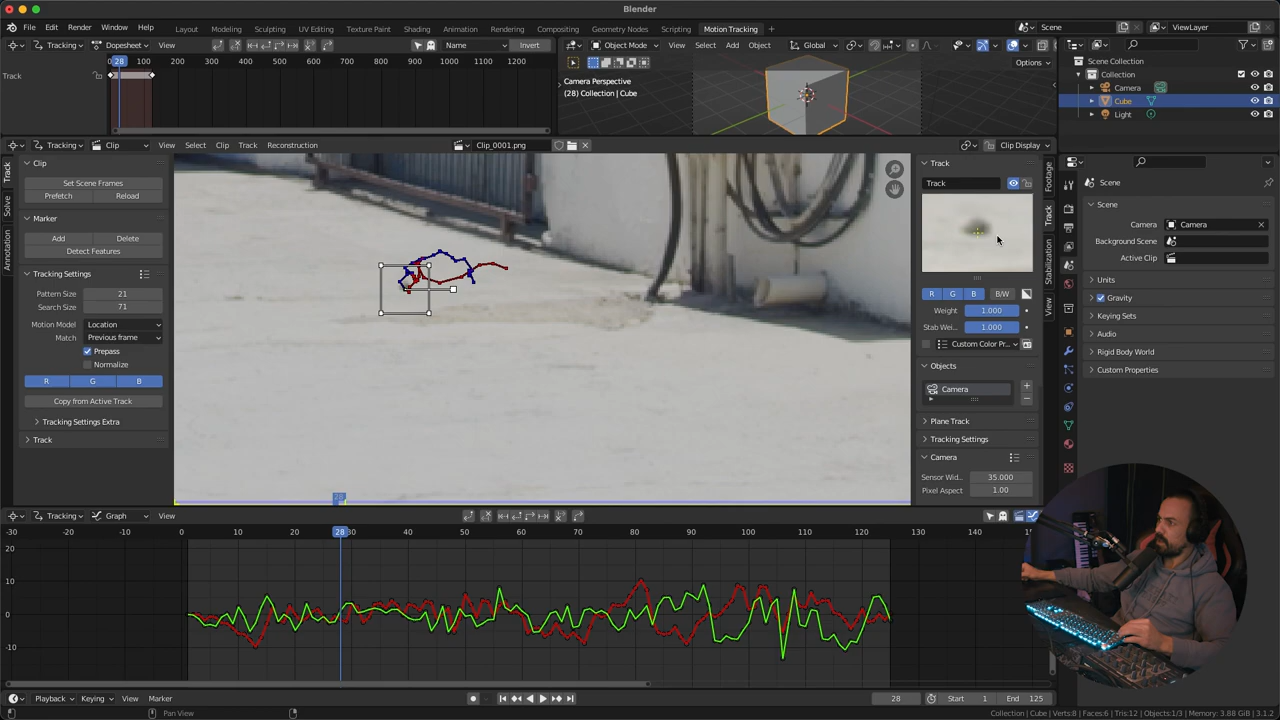 Blender
File Edit Render Window Help Layout Modeling Sculpting UV Editing Texture Paint Shading Animation Rendering Compositing Geometry Nodes Scripting Motion Tracking Scene ViewLayer
Tracking Dopesheet View Name Invert Object Mode View Select Add Object Global
28 100 200 300 400 500 600 700 800 900 1000 1100 1200
Track
Camera Perspective
(28) Collection | Cube
Options
Scene Collection
Collection
Camera
Cube
Light
Tracking Clip View Select Clip Track Reconstruction Clip_0001.png Clip Display
Track
Solve
Annotation
Clip
Set Scene Frames
Prefetch Reload
Marker
Add Delete
Detect Features
Tracking Settings
Pattern Size 21
Search Size 71
Motion Model Location
Match Previous frame
Prepass
Normalize
R G B
Copy from Active Track
Tracking Settings Extra
Track
Track
Track
R G B B/W
Weight 1.000
Stab Wei... 1.000
Custom Color Pr...
Objects
Camera
Plane Track
Tracking Settings
Camera
Sensor Wid... 35.000
Pixel Aspect 1.00
Footage
Track
Stabilization
View
Scene
Scene
Camera Camera
Background Scene
Active Clip
Units
Gravity
Keying Sets
Audio
Rigid Body World
Custom Properties
28
Tracking Graph View
-30 -20 -10 0 10 20 28 40 50 60 70 80 90 100 110 120 130 140
20
10
0
-10
Playback Keying View Marker 28 Start 1 End 125
Pan View
Collection | Cube | Verts:8 | Faces:6 | Tris:12 | Objects:1/3 | Memory: 3.88 GiB | 3.1.2